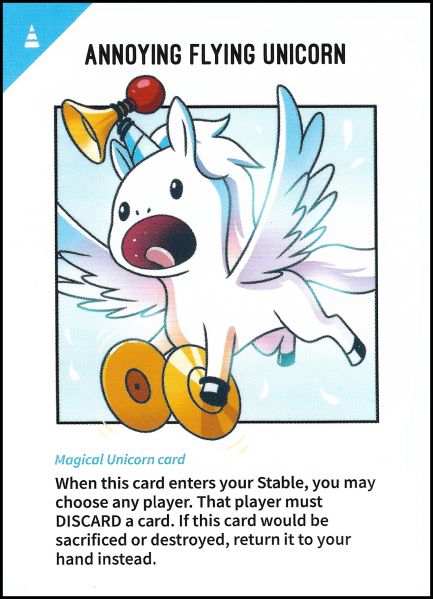 ANNOYING FLYING UNICORN
Magical Unicorn card
When this card enters your Stable, you may
choose any player. That player must
DISCARD a card. If this card would be
sacrificed or destroyed, return it to your
hand instead.